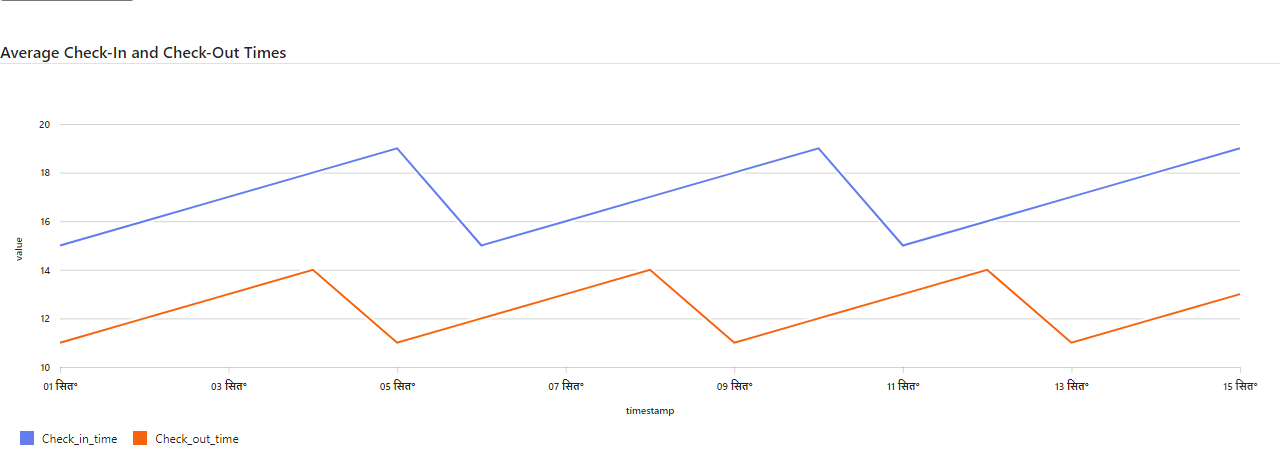 Average Check-In and Check-Out Times
20
18
16
14
12
10
value
01 सित॰ 03 सित॰ 05 सित॰ 07 सित॰ 09 सित॰ 11 सित॰ 13 सित॰ 15 सित॰
timestamp
Check_in_time Check_out_time